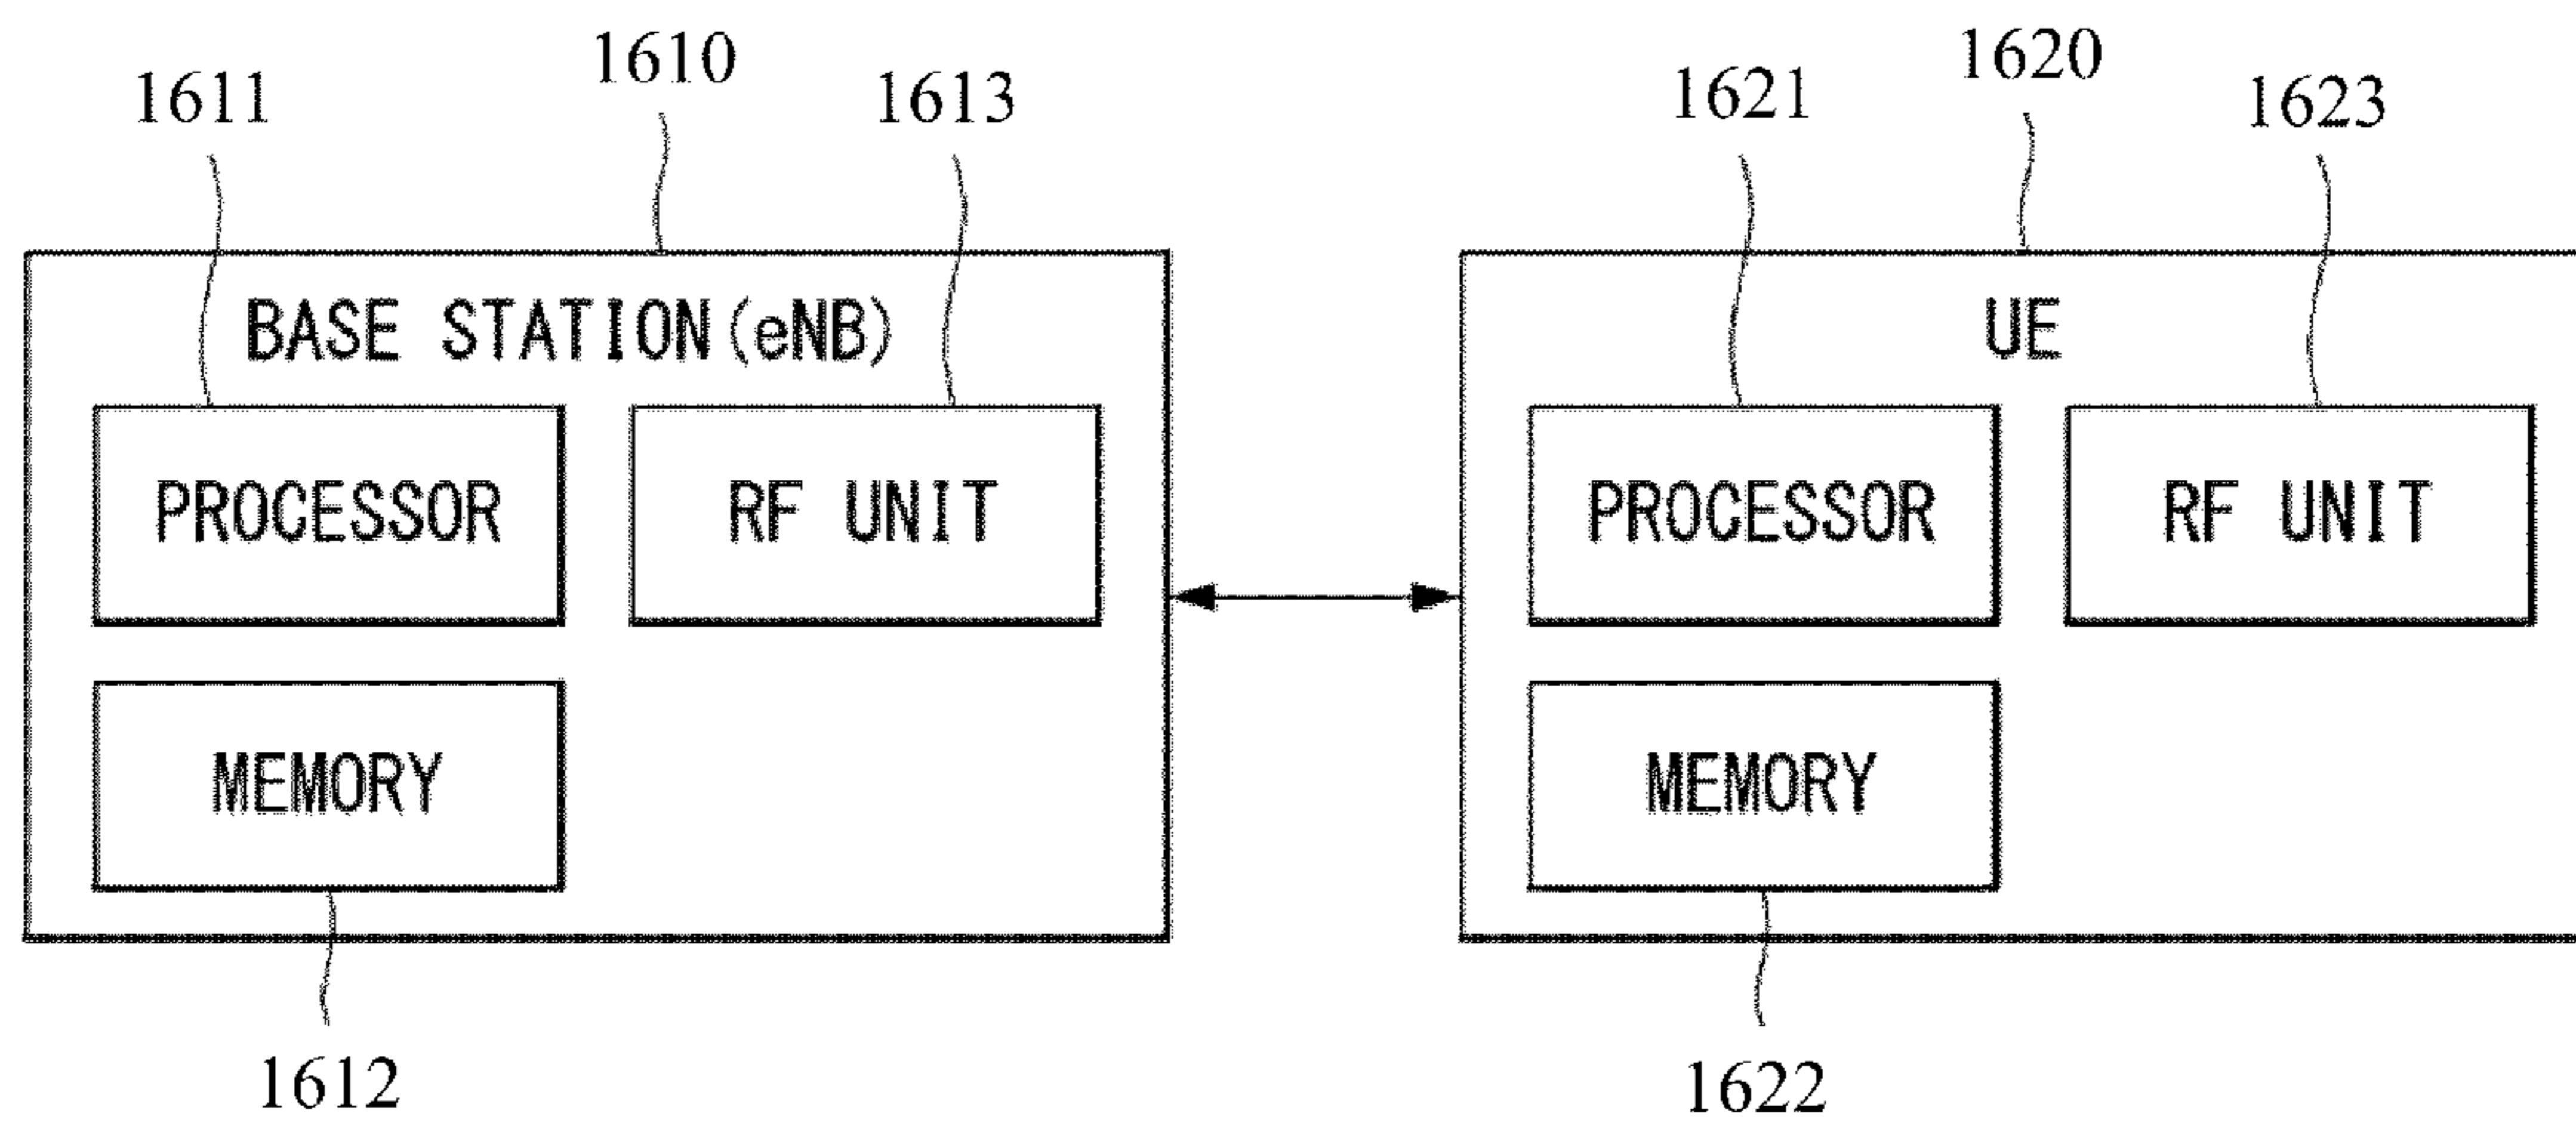 1610
1620
1611
1613
1621
1623
BASE STATION(eNB)
UE
PROCESSOR
RF UNIT
PROCESSOR
RF UNIT
MEMORY
MEMORY
1612
1622